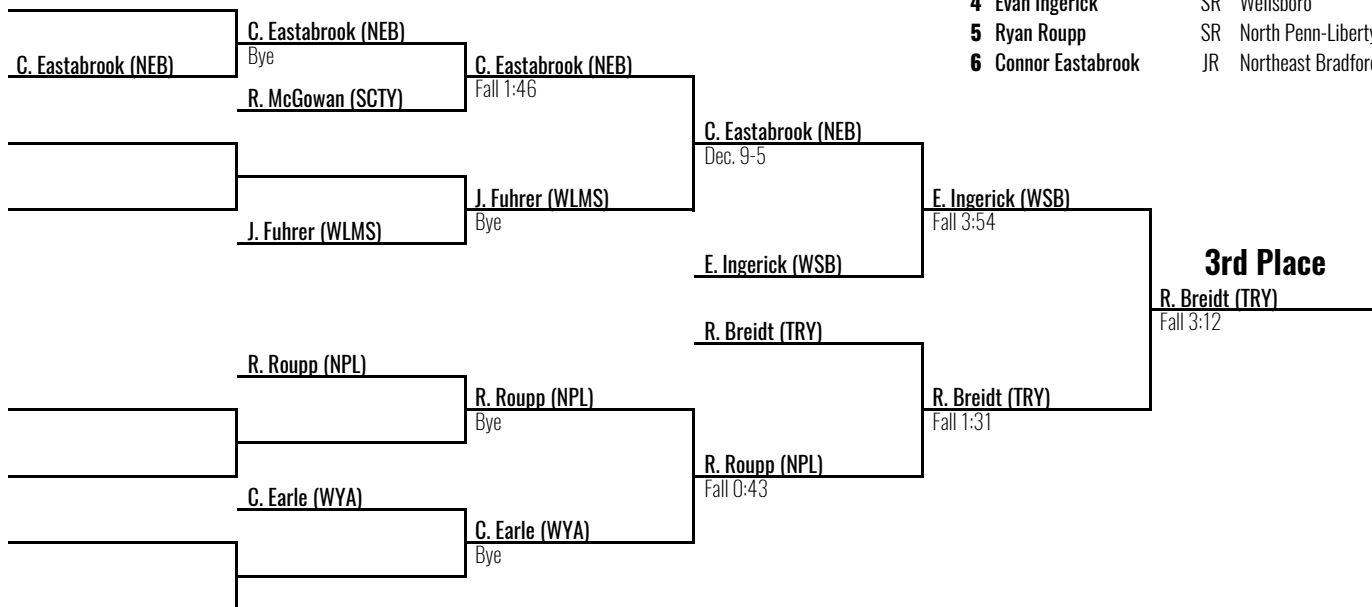 4 Evan Ingerick SR Wellsboro
5 Ryan Roupp SR North Penn-Liberty
6 Connor Eastabrook JR Northeast Bradford
C. Eastabrook (NEB)
Bye
C. Eastabrook (NEB)
C. Eastabrook (NEB)
Fall 1:46
R. McGowan (SCTY)
C. Eastabrook (NEB)
Dec. 9-5
J. Fuhrer (WLMS)
Bye
J. Fuhrer (WLMS)
E. Ingerick (WSB)
Fall 3:54
E. Ingerick (WSB)
3rd Place
R. Breidt (TRY)
Fall 3:12
R. Breidt (TRY)
R. Roupp (NPL)
R. Roupp (NPL)
Bye
R. Breidt (TRY)
Fall 1:31
R. Roupp (NPL)
Fall 0:43
C. Earle (WYA)
C. Earle (WYA)
Bye